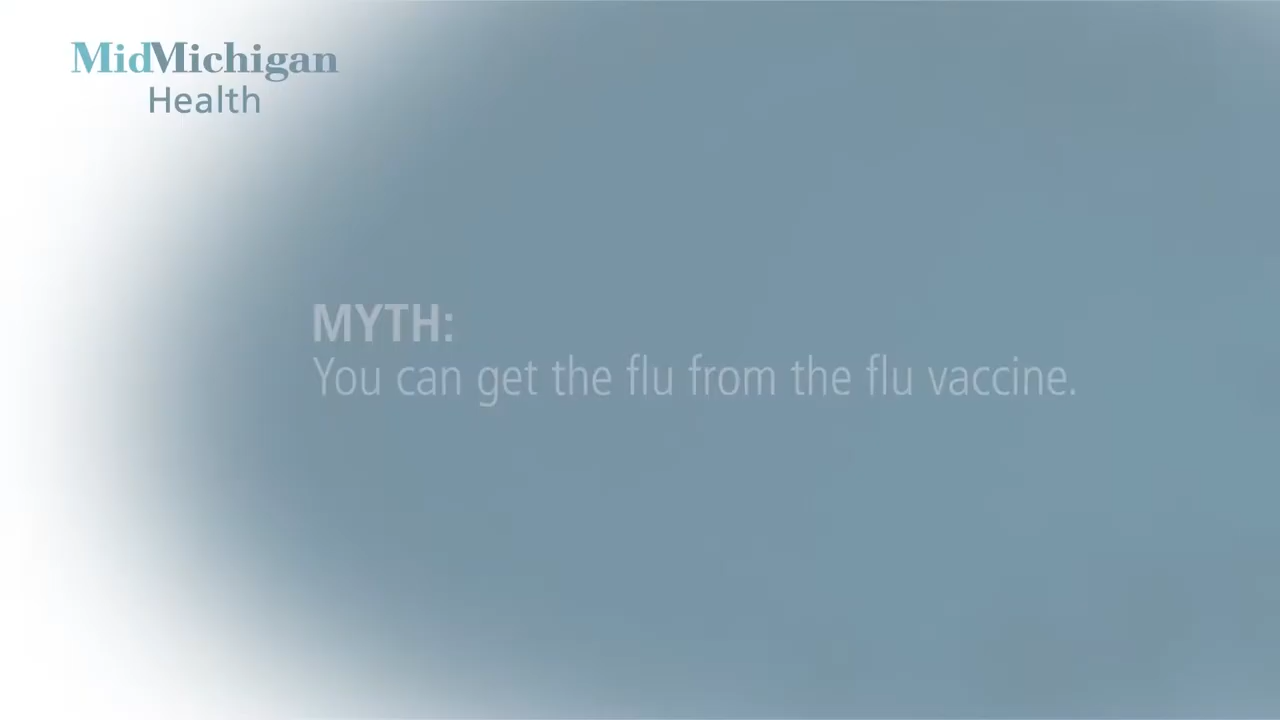 MidMichigan
Health
MYTH:
You can get the flu from the flu vaccine.